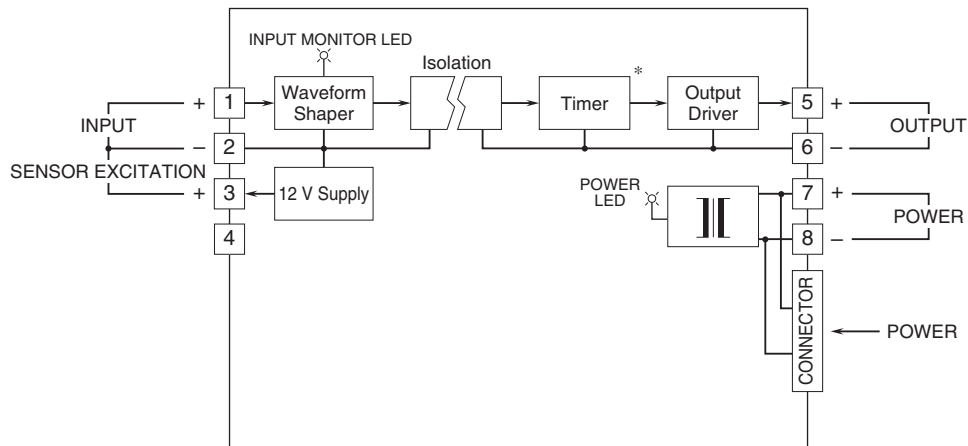 INPUT MONITOR LED
Isolation
*
Waveform
Shaper
Timer
Output
Driver
+ 1
5 +
INPUT
OUTPUT
− 2
6 −
SENSOR EXCITATION
+ 3
12 V Supply
POWER
LED
7 +
POWER
4
8 −
CONNECTOR
POWER